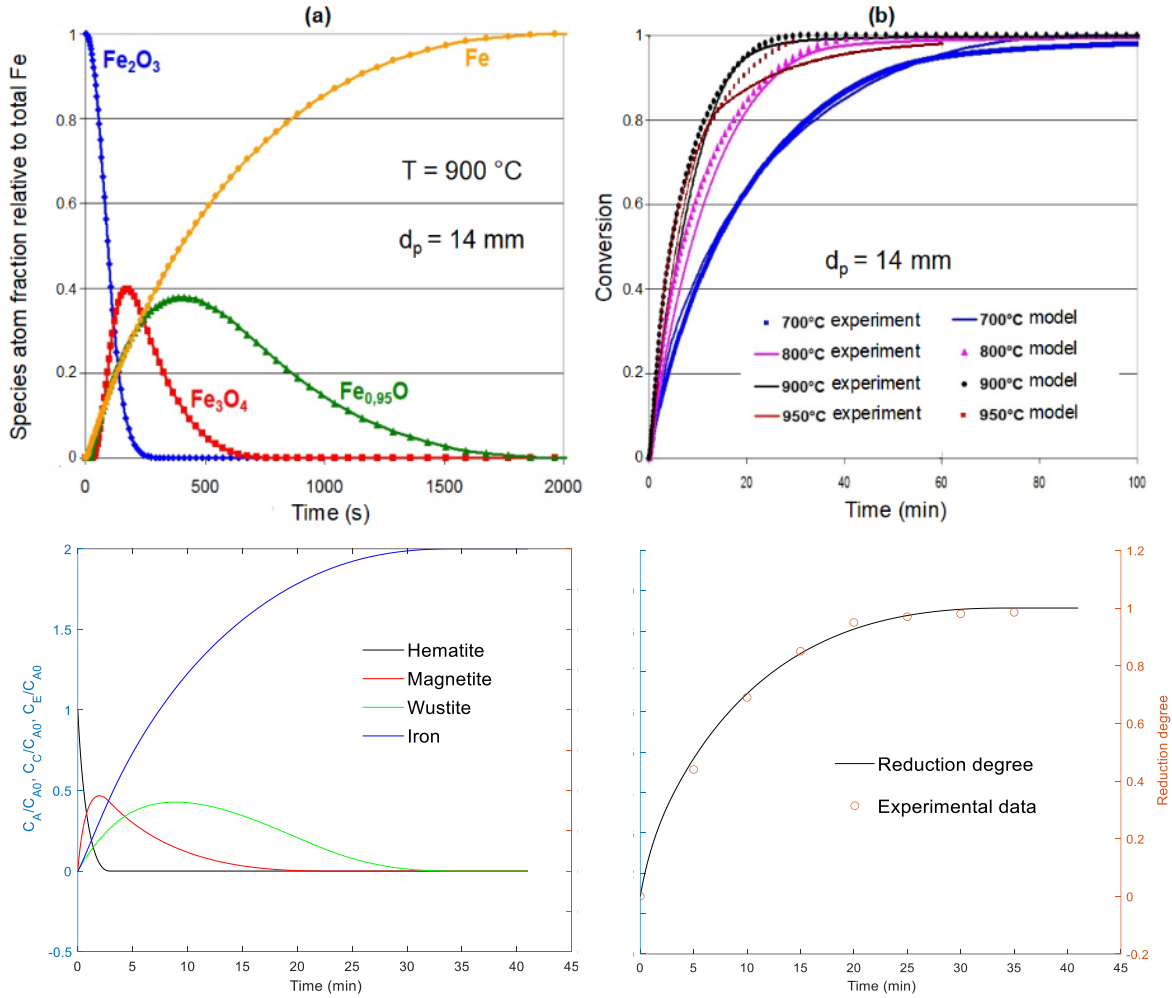 (a)
Species atom fraction relative to total Fe
1
0.8
0.6
0.4
0.2
0
Fe₂O₃
Fe
T = 900 °C
dₚ = 14 mm
Fe₃O₄
Fe₀,₉₅O
0
500
1000
1500
2000
Time (s)
(b)
Conversion
1
0.8
0.6
0.4
0.2
0
dₚ = 14 mm
700°C experiment
700°C model
800°C experiment
800°C model
900°C experiment
900°C model
950°C experiment
950°C model
0
20
40
60
80
100
Time (min)
C_A/C_A0, C_C/C_A0, C_E/C_A0
2
1.5
1
0.5
0
-0.5
Hematite
Magnetite
Wustite
Iron
0
5
10
15
20
25
30
35
40
45
Time (min)
1.2
1
0.8
0.6
0.4
0.2
0
-0.2
Reduction degree
Reduction degree
Experimental data
0
5
10
15
20
25
30
35
40
45
Time (min)